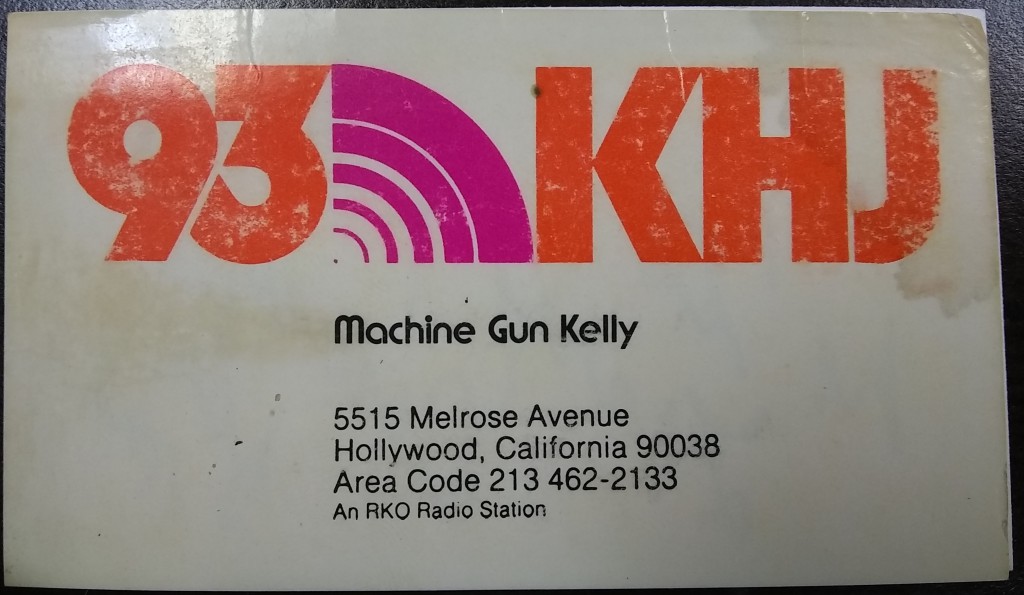 93 KHJ
Machine Gun Kelly
5515 Melrose Avenue
Hollywood, California 90038
Area Code 213 462-2133
An RKO Radio Station